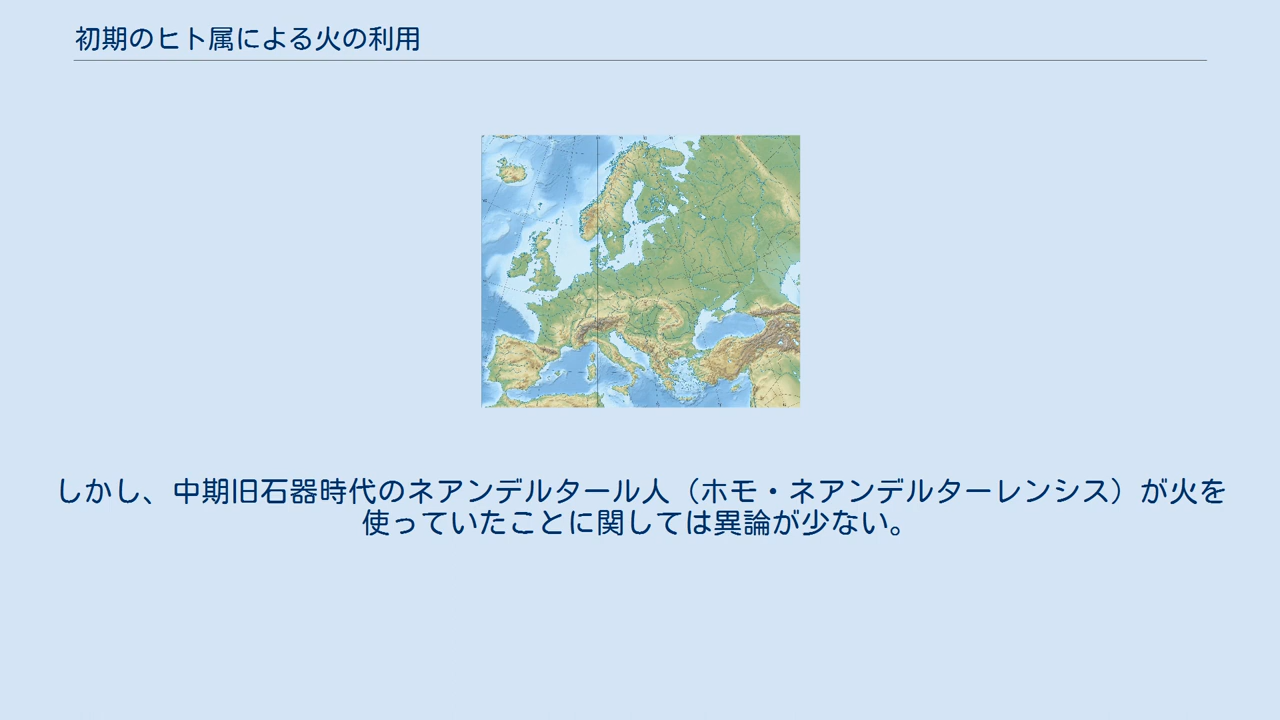 初期のヒト属による火の利用
しかし、中期旧石器時代のネアンデルタール人（ホモ・ネアンデルターレンシス）が火を
使っていたことに関しては異論が少ない。